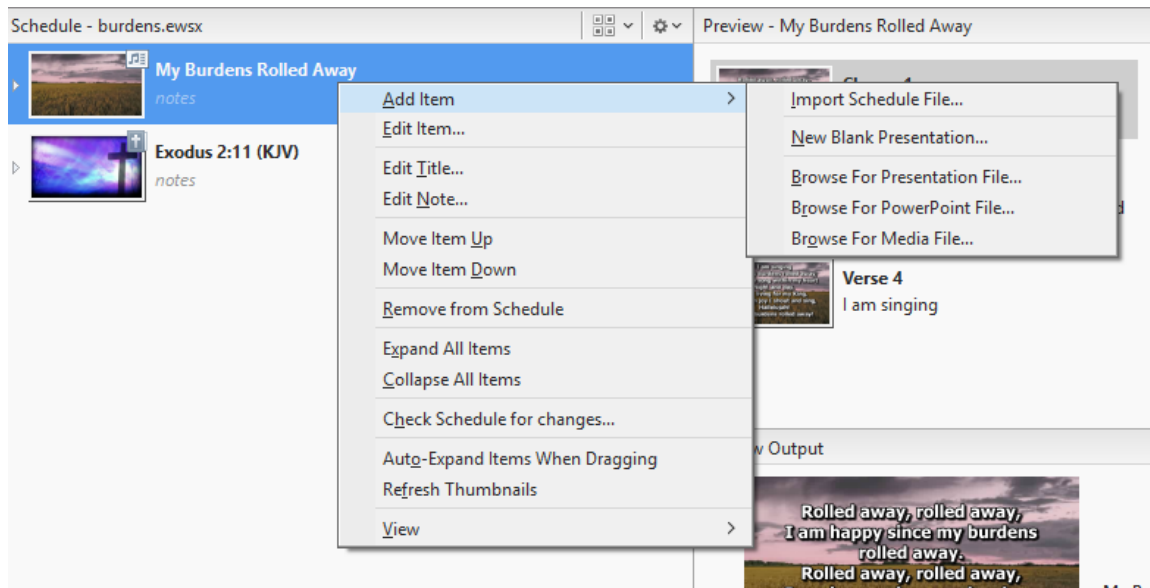 Schedule - burdens.ewsx
Preview - My Burdens Rolled Away
My Burdens Rolled Away
notes
Exodus 2:11 (KJV)
notes
Add Item
Edit Item...
Edit Title...
Edit Note...
Move Item Up
Move Item Down
Remove from Schedule
Expand All Items
Collapse All Items
Check Schedule for changes...
Auto-Expand Items When Dragging
Refresh Thumbnails
View
Import Schedule File...
New Blank Presentation...
Browse For Presentation File...
Browse For PowerPoint File...
Browse For Media File...
Verse 4
I am singing
Output
Rolled away, rolled away,
I am happy since my burdens
rolled away.
Rolled away, rolled away,